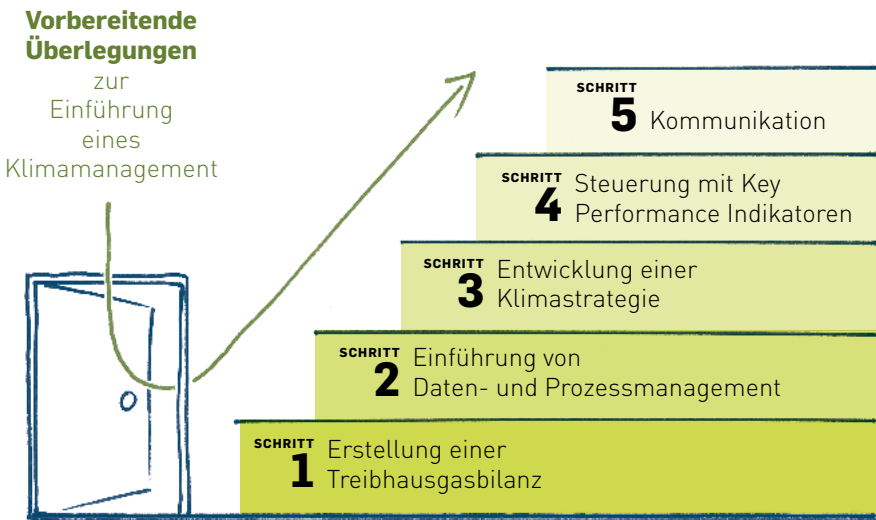 Vorbereitende
Überlegungen
zur
Einführung
eines
Klimamanagement
SCHRITT
5 Kommunikation
SCHRITT
4 Steuerung mit Key
Performance Indikatoren
SCHRITT
3 Entwicklung einer
Klimastrategie
SCHRITT
2 Einführung von
Daten- und Prozessmanagement
SCHRITT
1 Erstellung einer
Treibhausgasbilanz